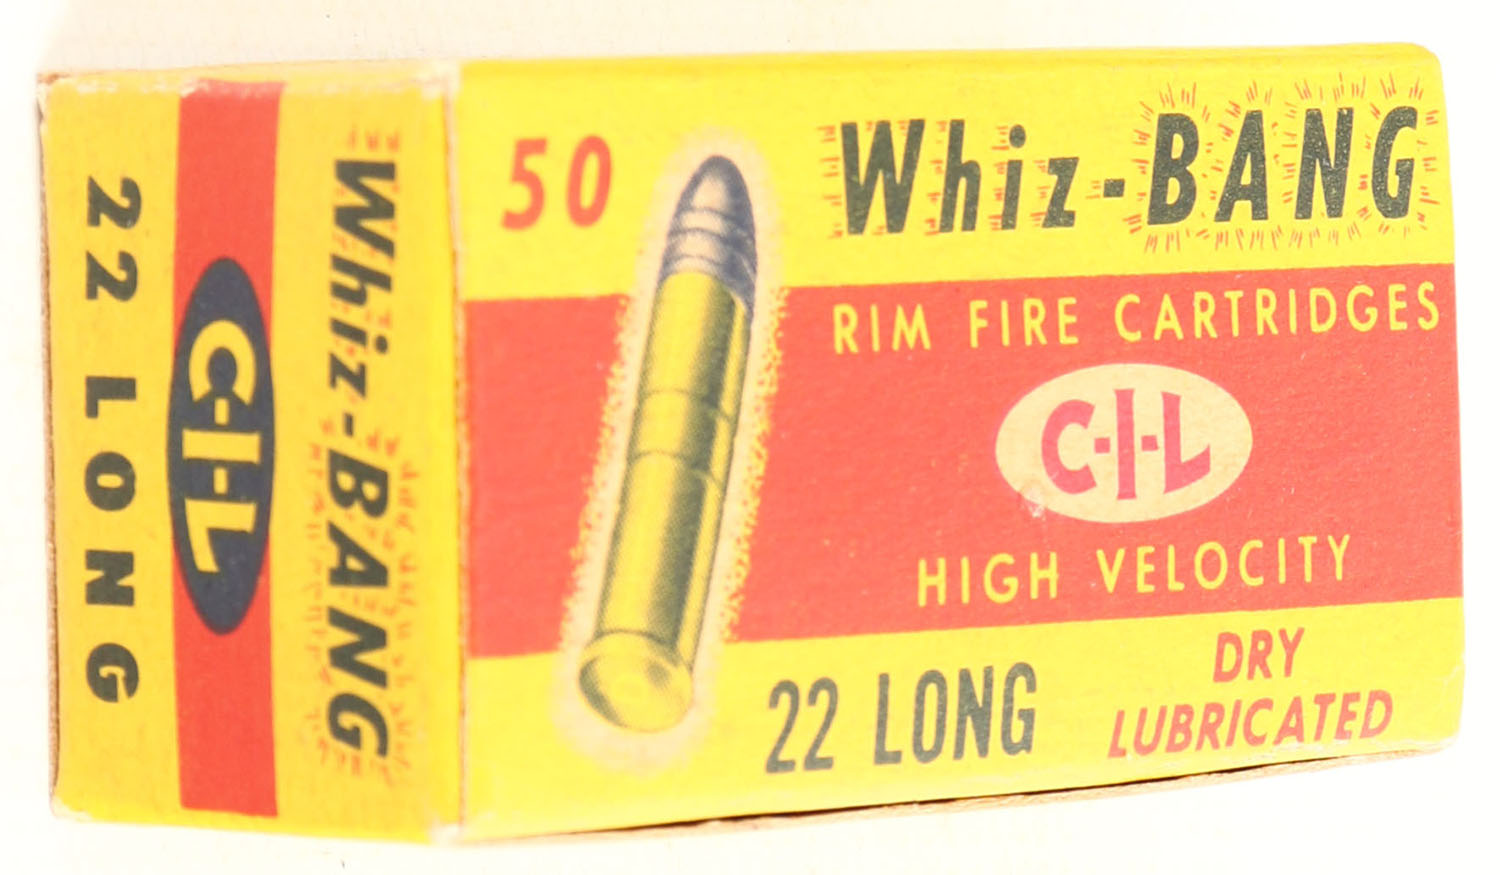 50
Whiz-BANG
RIM FIRE CARTRIDGES
C-I-L
HIGH VELOCITY
22 LONG
DRY
LUBRICATED
Whiz-BANG
C-I-L
22 LONG